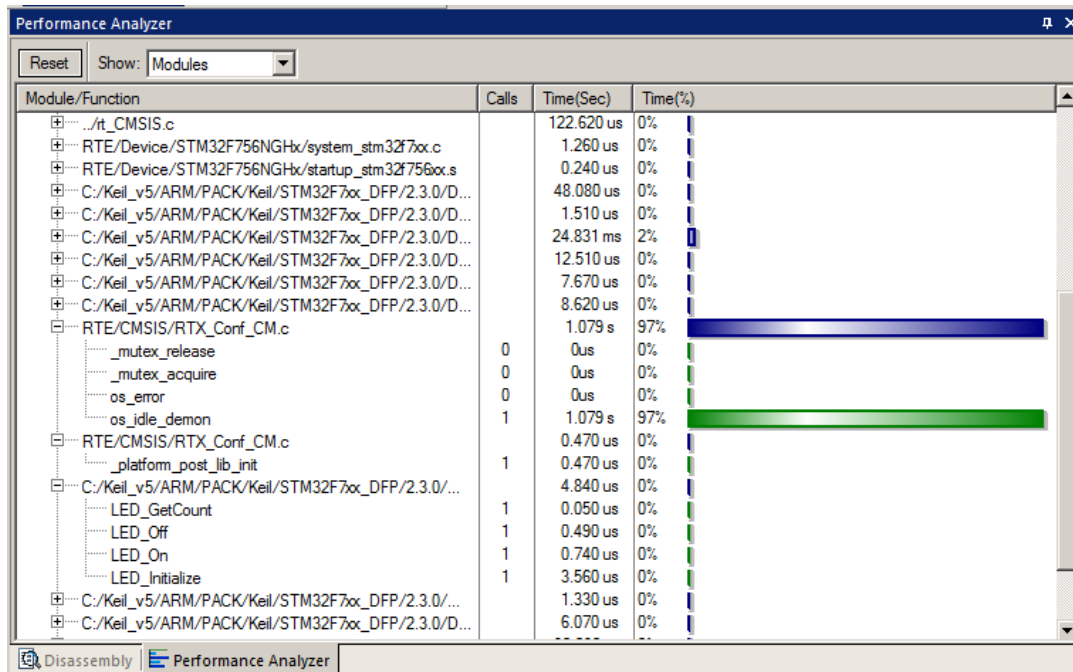 Performance Analyzer
Reset Show: Modules
Module/Function Calls Time(Sec) Time(%)
../rt_CMSIS.c 122.620 us 0%
RTE/Device/STM32F756NGHx/system_stm32f7xx.c 1.260 us 0%
RTE/Device/STM32F756NGHx/startup_stm32f756xx.s 0.240 us 0%
C:/Keil_v5/ARM/PACK/Keil/STM32F7xx_DFP/2.3.0/D... 48.080 us 0%
C:/Keil_v5/ARM/PACK/Keil/STM32F7xx_DFP/2.3.0/D... 1.510 us 0%
C:/Keil_v5/ARM/PACK/Keil/STM32F7xx_DFP/2.3.0/D... 24.831 ms 2%
C:/Keil_v5/ARM/PACK/Keil/STM32F7xx_DFP/2.3.0/D... 12.510 us 0%
C:/Keil_v5/ARM/PACK/Keil/STM32F7xx_DFP/2.3.0/D... 7.670 us 0%
C:/Keil_v5/ARM/PACK/Keil/STM32F7xx_DFP/2.3.0/D... 8.620 us 0%
RTE/CMSIS/RTX_Conf_CM.c 1.079 s 97%
_mutex_release 0 0us 0%
_mutex_acquire 0 0us 0%
os_error 0 0us 0%
os_idle_demon 1 1.079 s 97%
RTE/CMSIS/RTX_Conf_CM.c 0.470 us 0%
_platform_post_lib_init 1 0.470 us 0%
C:/Keil_v5/ARM/PACK/Keil/STM32F7xx_DFP/2.3.0/... 4.840 us 0%
LED_GetCount 1 0.050 us 0%
LED_Off 1 0.490 us 0%
LED_On 1 0.740 us 0%
LED_Initialize 1 3.560 us 0%
C:/Keil_v5/ARM/PACK/Keil/STM32F7xx_DFP/2.3.0/... 1.330 us 0%
C:/Keil_v5/ARM/PACK/Keil/STM32F7xx_DFP/2.3.0/D... 6.070 us 0%
Disassembly Performance Analyzer